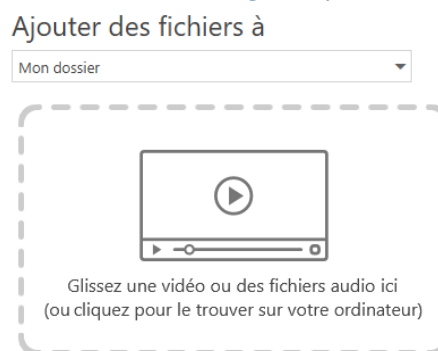 Ajouter des fichiers à
Mon dossier
Glissez une vidéo ou des fichiers audio ici
(ou cliquez pour le trouver sur votre ordinateur)